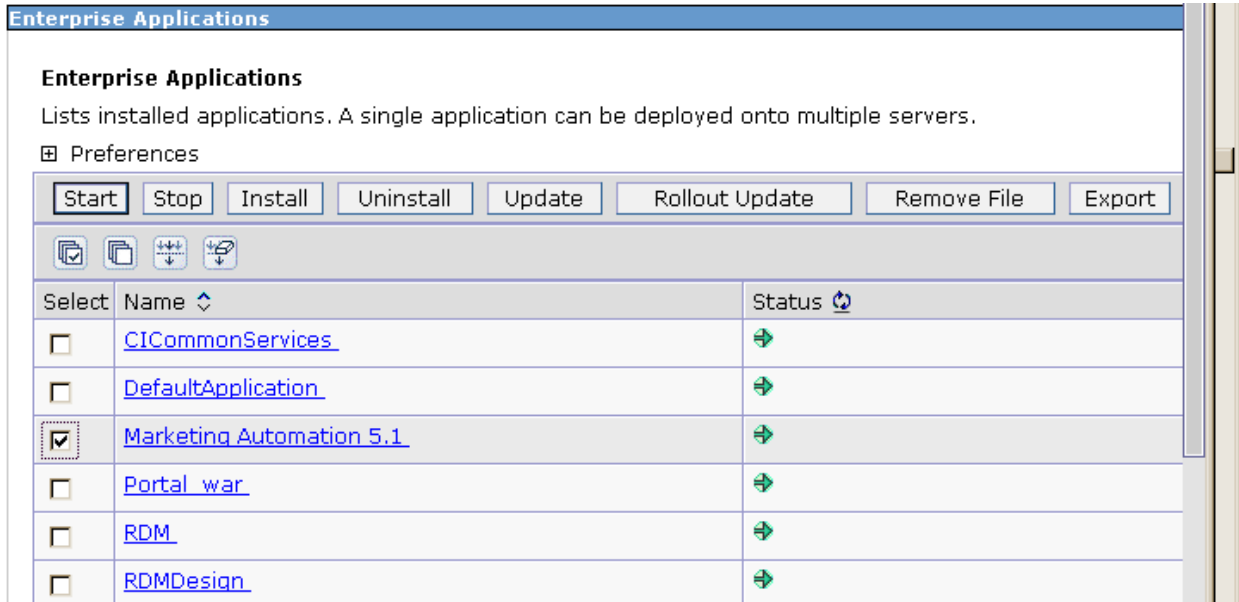 Enterprise Applications
Enterprise Applications
Lists installed applications. A single application can be deployed onto multiple servers.
Preferences
Start Stop Install Uninstall Update Rollout Update Remove File Export
Select Name Status
CICommonServices
DefaultApplication
Marketing Automation 5.1
Portal_war
RDM
RDMDesign